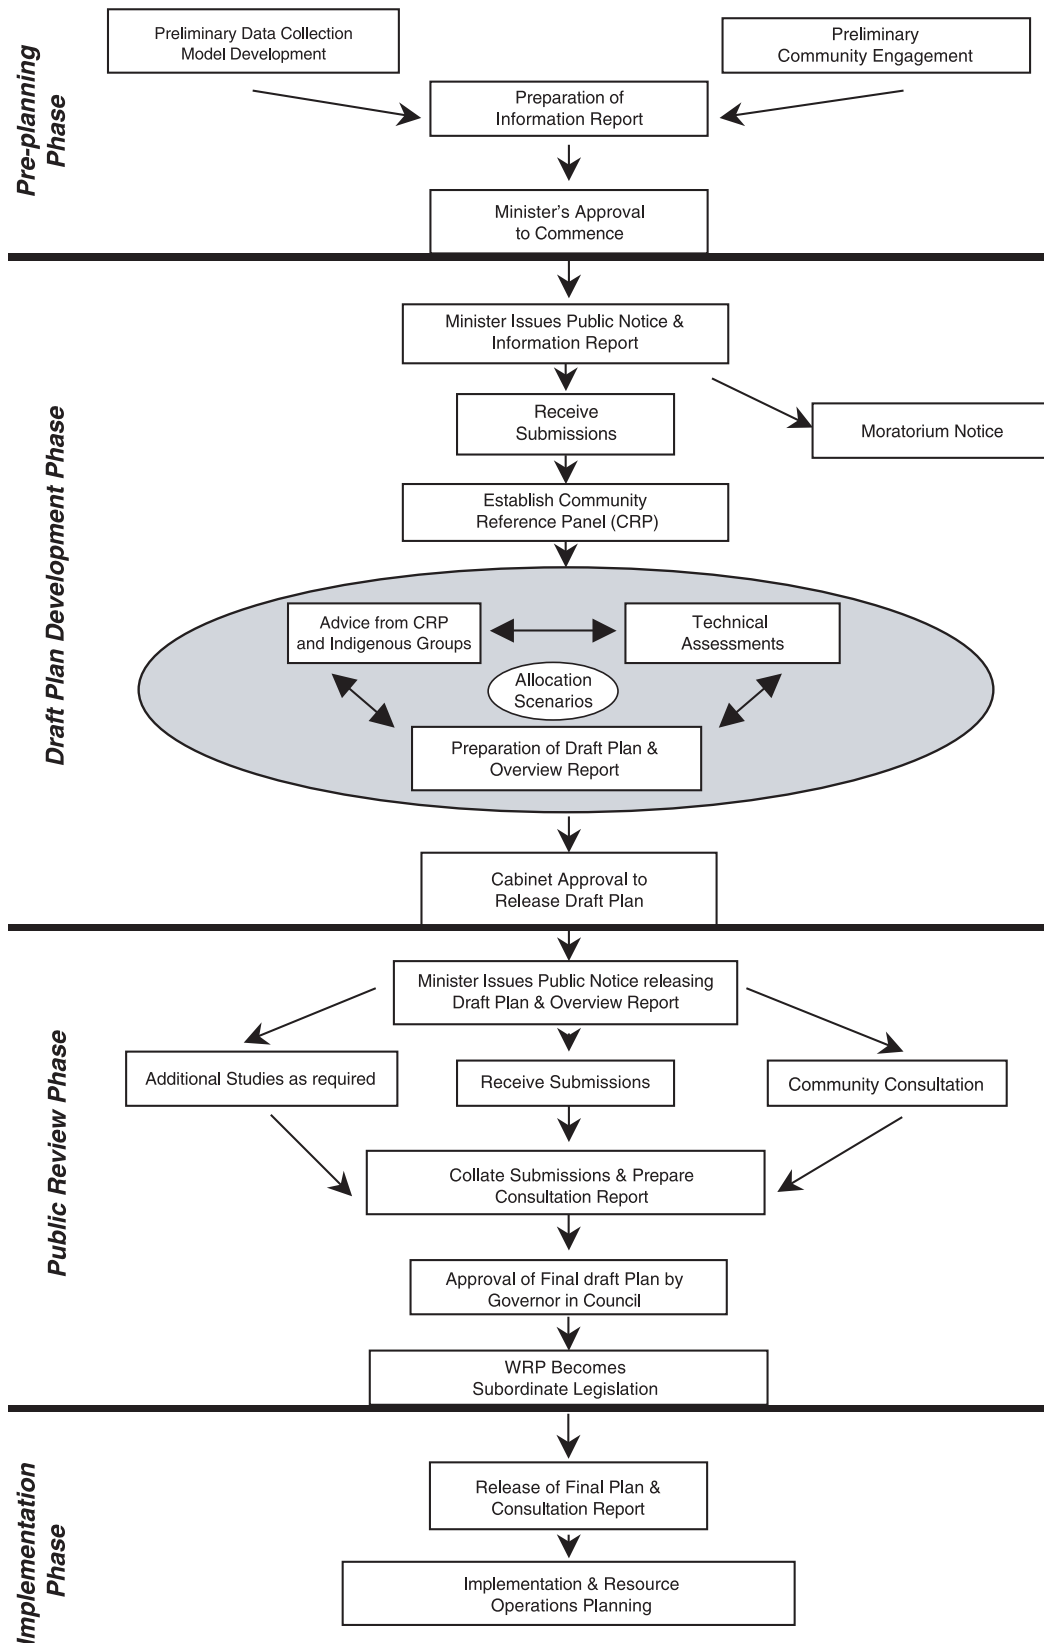 Pre-planning
Phase
Preliminary Data Collection
Model Development
Preliminary
Community Engagement
Preparation of
Information Report
Minister's Approval
to Commence
Draft Plan Development Phase
Minister Issues Public Notice &
Information Report
Receive
Submissions
Moratorium Notice
Establish Community
Reference Panel (CRP)
Advice from CRP
and Indigenous Groups
Technical
Assessments
Allocation
Scenarios
Preparation of Draft Plan &
Overview Report
Cabinet Approval to
Release Draft Plan
Public Review Phase
Minister Issues Public Notice releasing
Draft Plan & Overview Report
Additional Studies as required
Receive Submissions
Community Consultation
Collate Submissions & Prepare
Consultation Report
Approval of Final draft Plan by
Governor in Council
WRP Becomes
Subordinate Legislation
Implementation
Phase
Release of Final Plan &
Consultation Report
Implementation & Resource
Operations Planning